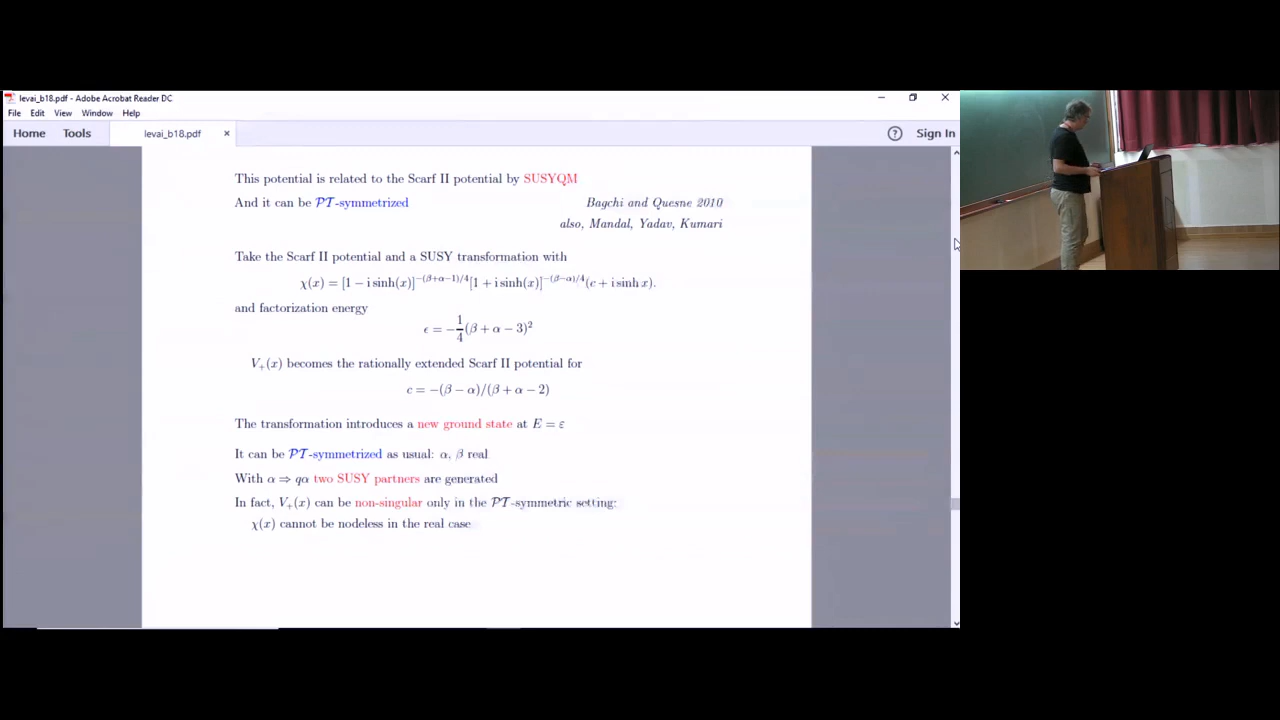 levai_b18.pdf - Adobe Acrobat Reader DC
File Edit View Window Help
Home Tools levai_b18.pdf × ? Sign In
This potential is related to the Scarf II potential by SUSYQM
And it can be 𝒫𝒯-symmetrized Bagchi and Quesne 2010
also, Mandal, Yadav, Kumari
Take the Scarf II potential and a SUSY transformation with
χ(x) = [1 − i sinh(x)]^{−(β+α−1)/4}[1 + i sinh(x)]^{−(β−α)/4}(c + i sinh x).
and factorization energy
ϵ = −1/4(β + α − 3)²
V₊(x) becomes the rationally extended Scarf II potential for
c = −(β − α)/(β + α − 2)
The transformation introduces a new ground state at E = ε
It can be 𝒫𝒯-symmetrized as usual: α, β real
With α ⇒ qα two SUSY partners are generated
In fact, V₊(x) can be non-singular only in the 𝒫𝒯-symmetric setting:
χ(x) cannot be nodeless in the real case